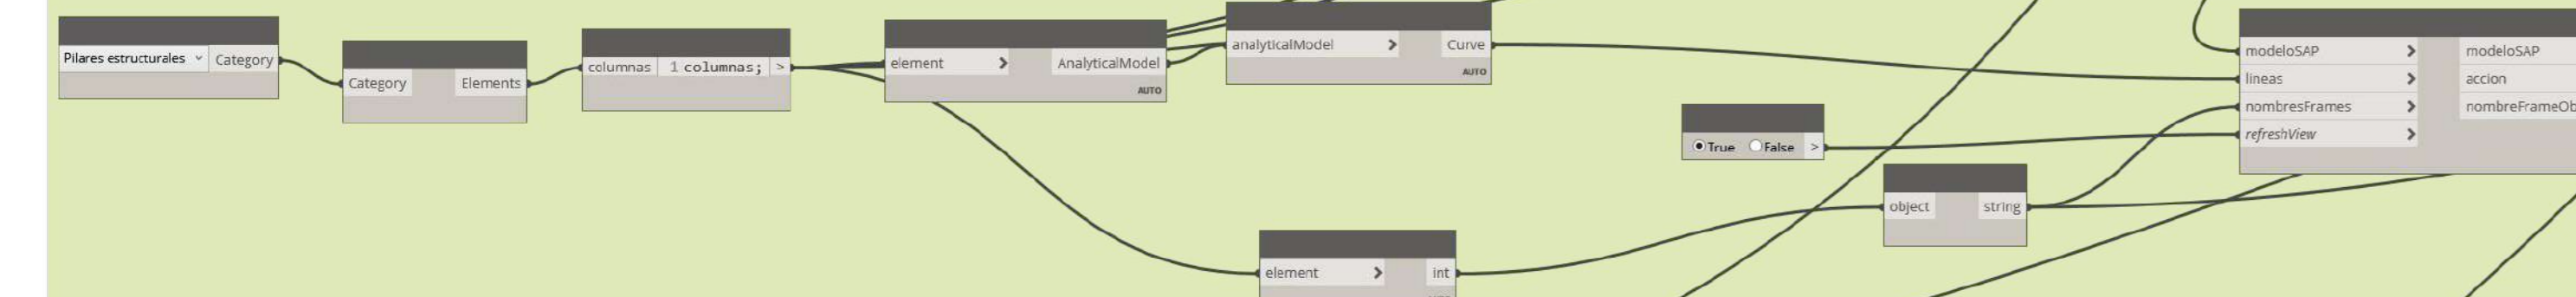 Pilares estructurales Category
Category Elements
columnas 1 columnas; >
element > AnalyticalModel
AUTO
analyticalModel > Curve
AUTO
True False >
object string
element > int
modeloSAP > modeloSAP
lineas > accion
nombresFrames > nombreFrameOb
refreshView >